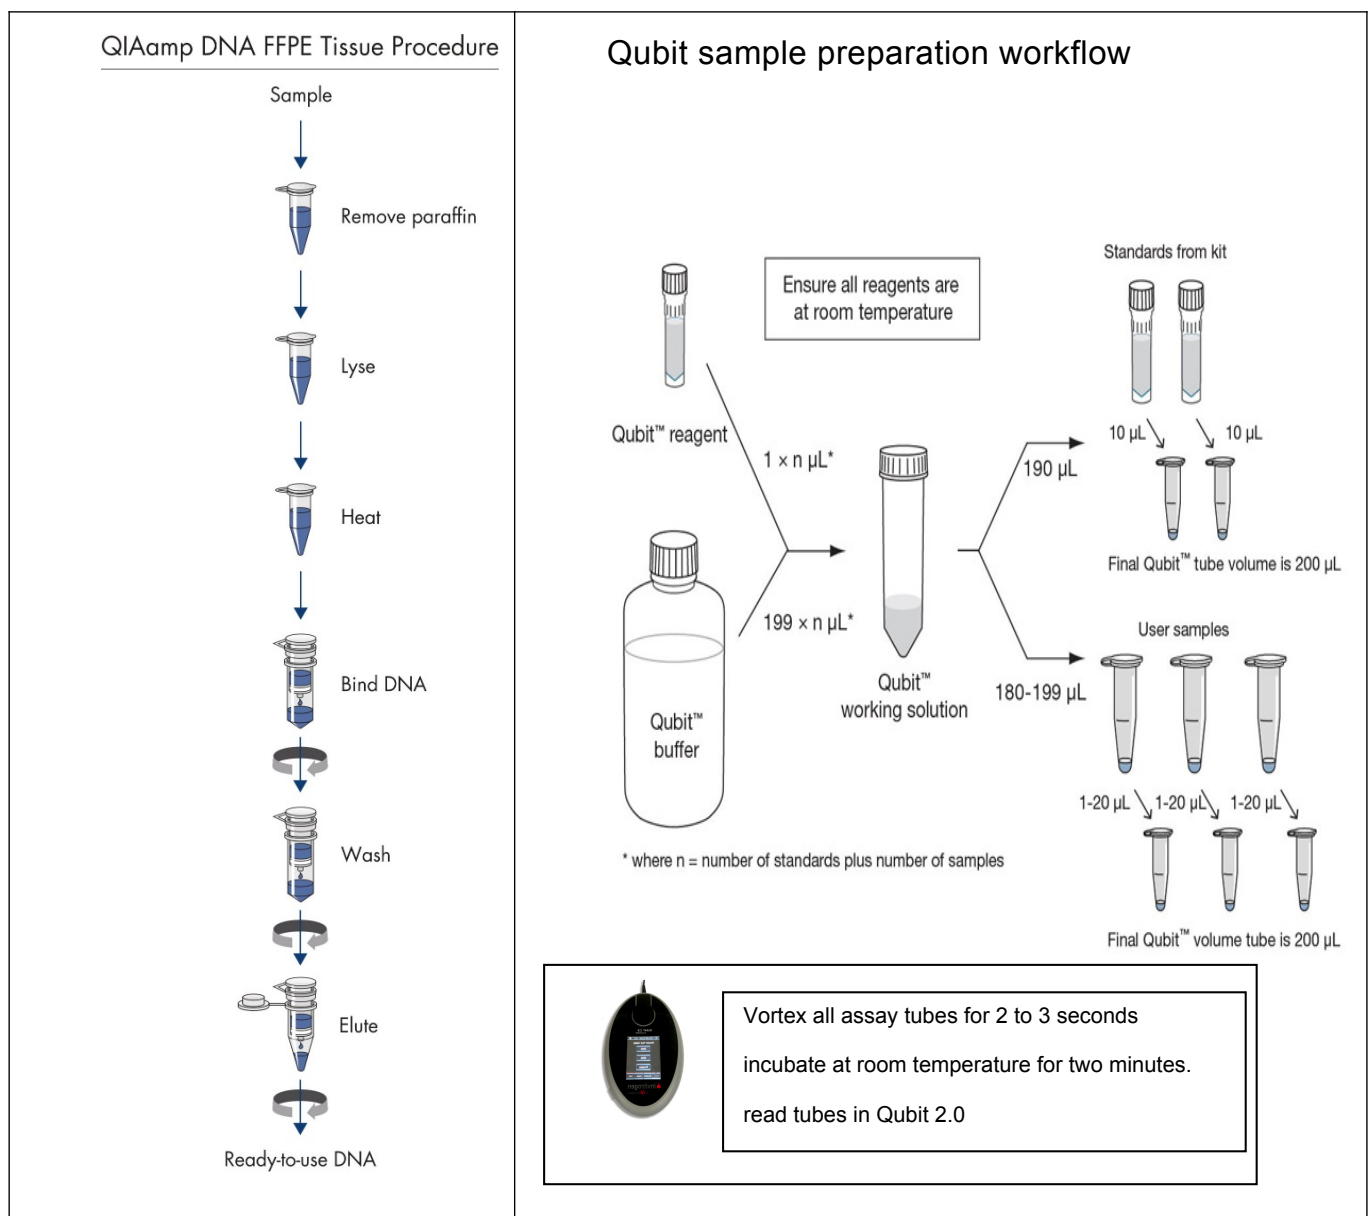 QIAamp DNA FFPE Tissue Procedure
Sample
Remove paraffin
Lyse
Heat
Bind DNA
Wash
Elute
Ready-to-use DNA
Qubit sample preparation workflow
Ensure all reagents are
at room temperature
Standards from kit
Qubit™ reagent
1 × n µL*
199 × n µL*
Qubit™
buffer
Qubit™
working solution
190 µL
10 µL
10 µL
Final Qubit™ tube volume is 200 µL
User samples
180-199 µL
1-20 µL
1-20 µL
1-20 µL
Final Qubit™ volume tube is 200 µL
* where n = number of standards plus number of samples
Vortex all assay tubes for 2 to 3 seconds
incubate at room temperature for two minutes.
read tubes in Qubit 2.0